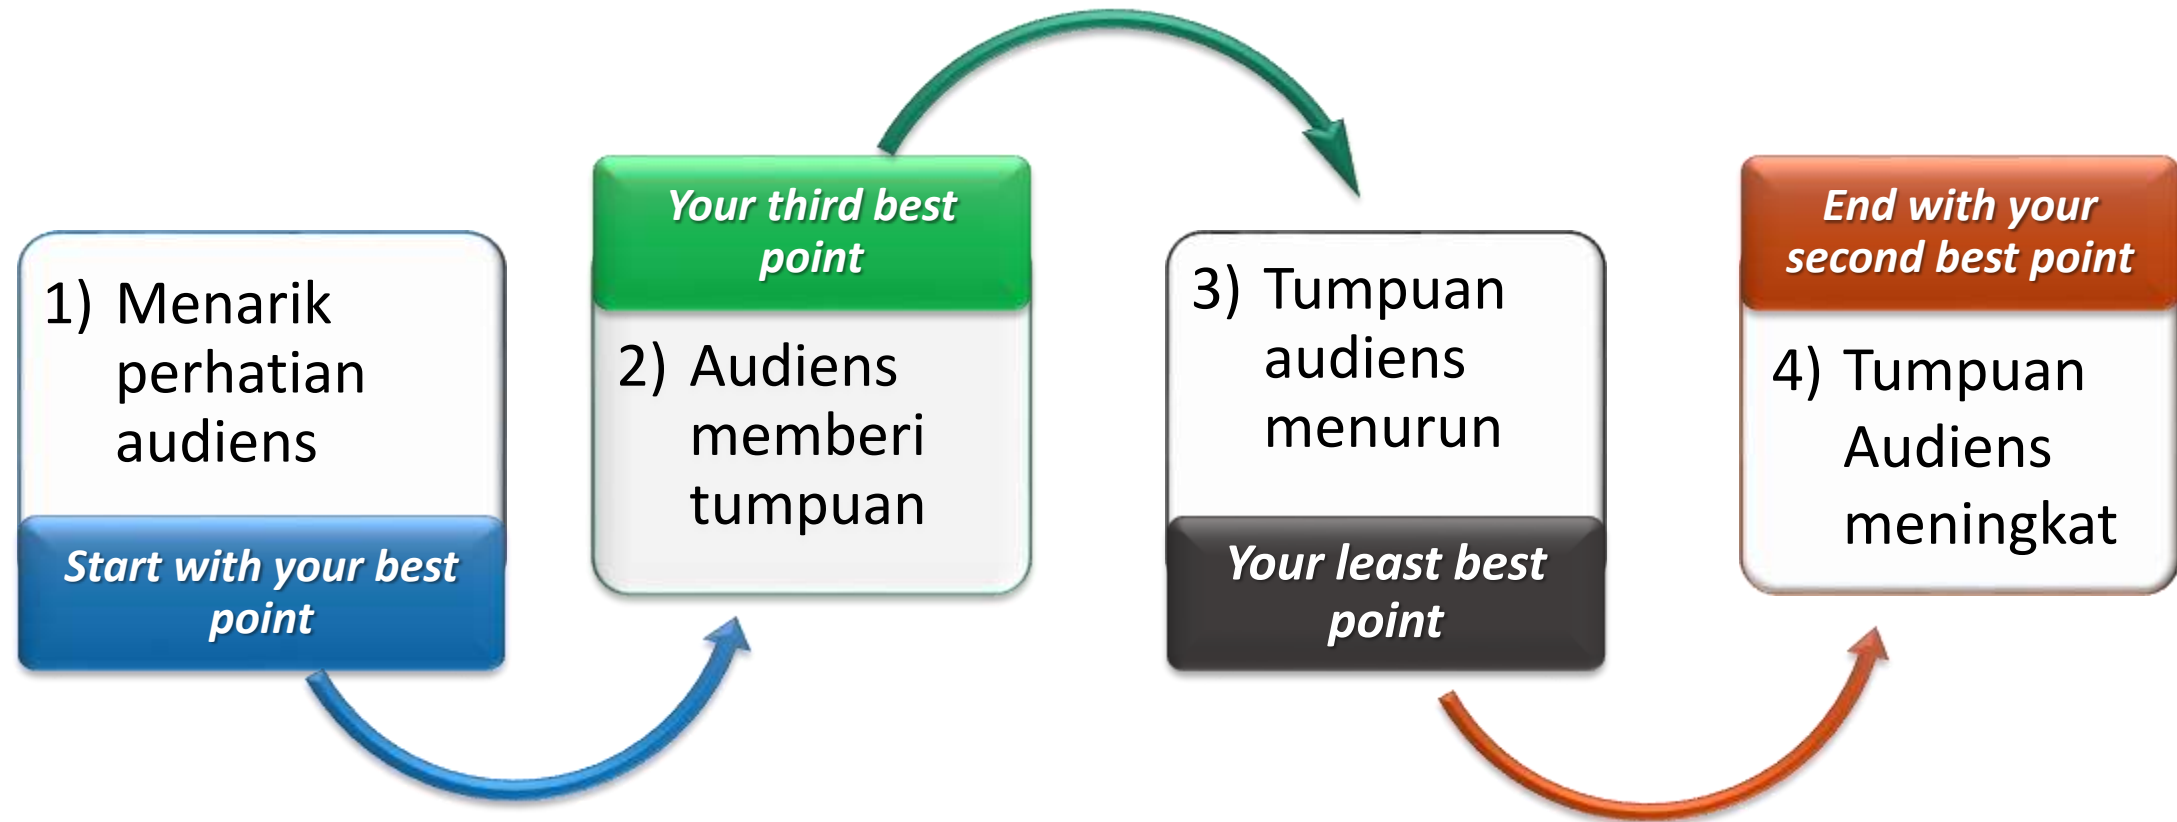 1) Menarik
perhatian
audiens
Start with your best
point
Your third best
point
2) Audiens
memberi
tumpuan
3) Tumpuan
audiens
menurun
Your least best
point
End with your
second best point
4) Tumpuan
Audiens
meningkat